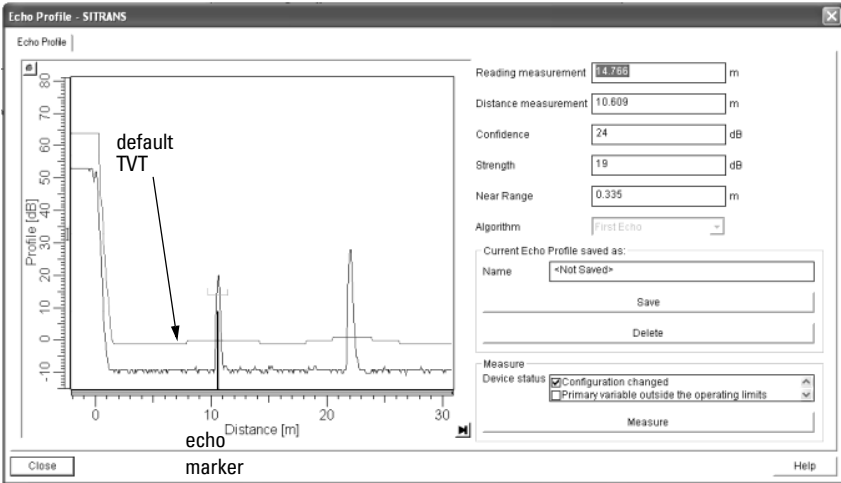 Echo Profile - SITRANS
Echo Profile
Profile [dB]
80
70
60
50
40
30
20
10
0
-10
default
TVT
0
10
20
30
Distance [m]
echo
marker
Reading measurement 14.766 m
Distance measurement 10.609 m
Confidence 24 dB
Strength 19 dB
Near Range 0.335 m
Algorithm First Echo
Current Echo Profile saved as:
Name <Not Saved>
Save
Delete
Measure
Device status Configuration changed
Primary variable outside the operating limits
Measure
Close
Help